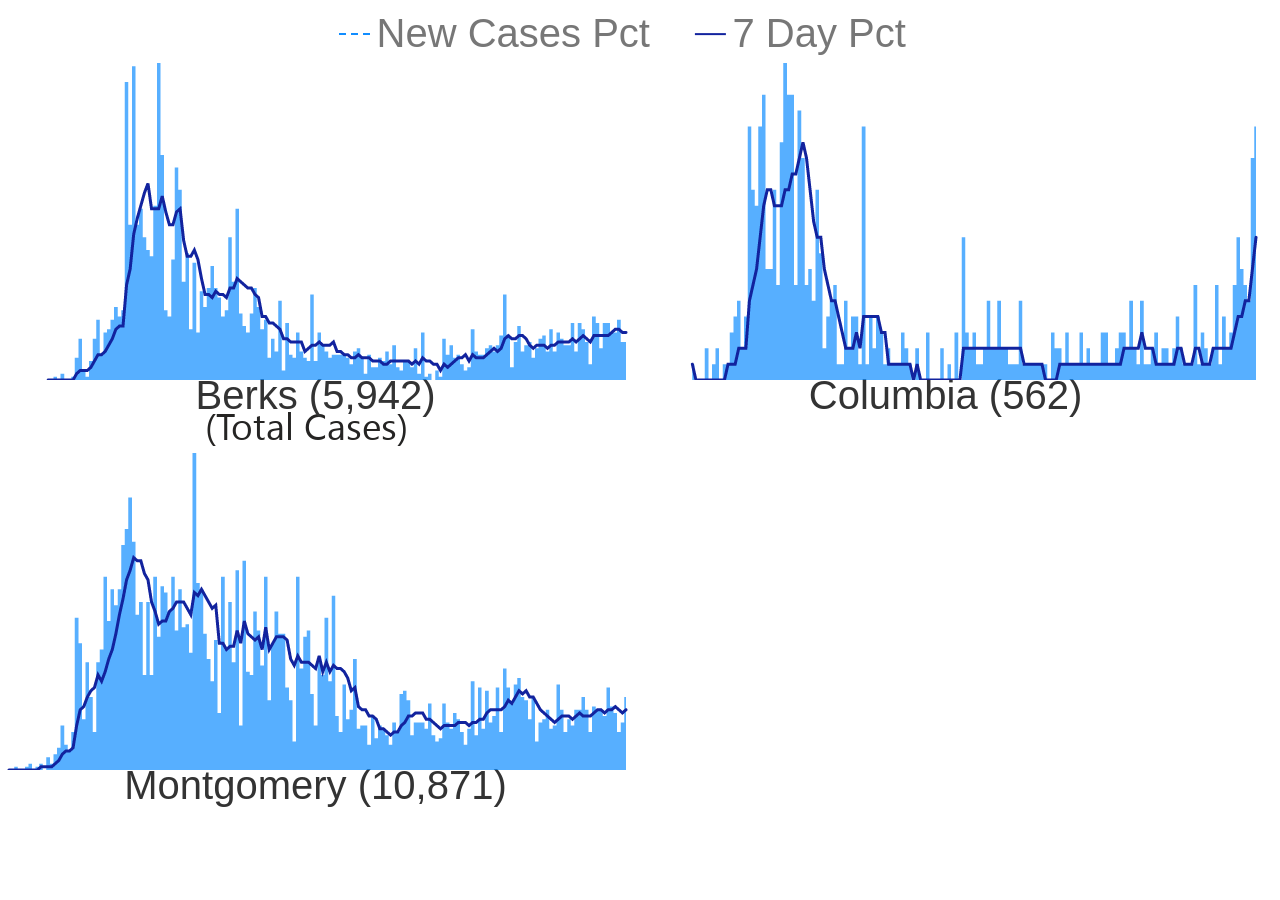 New Cases Pct 7 Day Pct
Berks (5,942) Columbia (562)
(Total Cases)
Montgomery (10,871)